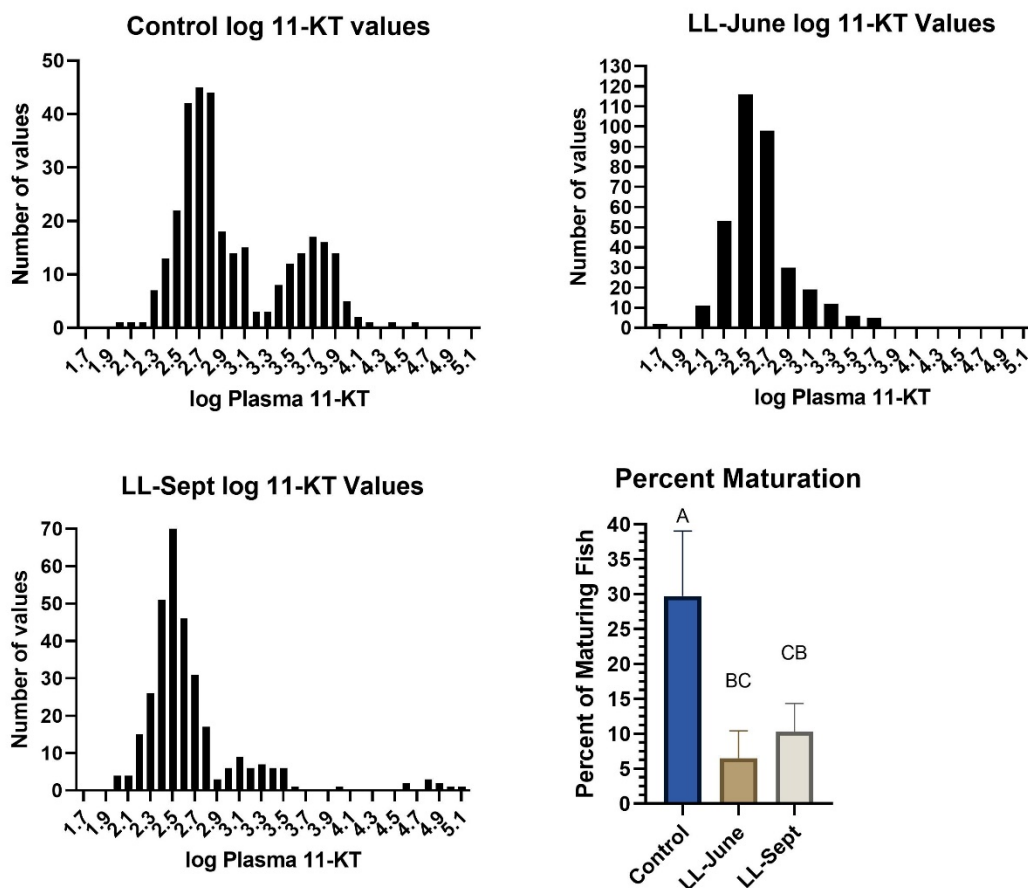 Control log 11-KT values
Number of values
50
40
30
20
10
0
1.7 1.9 2.1 2.3 2.5 2.7 2.9 3.1 3.3 3.5 3.7 3.9 4.1 4.3 4.5 4.7 4.9 5.1
log Plasma 11-KT
LL-June log 11-KT Values
Number of values
130
120
110
100
90
80
70
60
50
40
30
20
10
0
1.7 1.9 2.1 2.3 2.5 2.7 2.9 3.1 3.3 3.5 3.7 3.9 4.1 4.3 4.5 4.7 4.9 5.1
log Plasma 11-KT
LL-Sept log 11-KT Values
Number of values
70
60
50
40
30
20
10
0
1.7 1.9 2.1 2.3 2.5 2.7 2.9 3.1 3.3 3.5 3.7 3.9 4.1 4.3 4.5 4.7 4.9 5.1
log Plasma 11-KT
Percent Maturation
Percent of Maturing Fish
40
35
30
25
20
15
10
5
0
A
BC
CB
Control LL-June LL-Sept